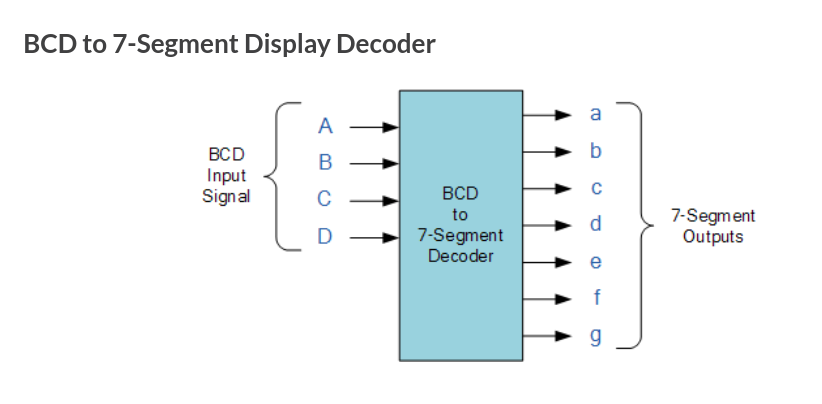 BCD to 7-Segment Display Decoder
BCD
Input
Signal
A
B
C
D
BCD
to
7-Segment
Decoder
a
b
c
d
e
f
g
7-Segment
Outputs